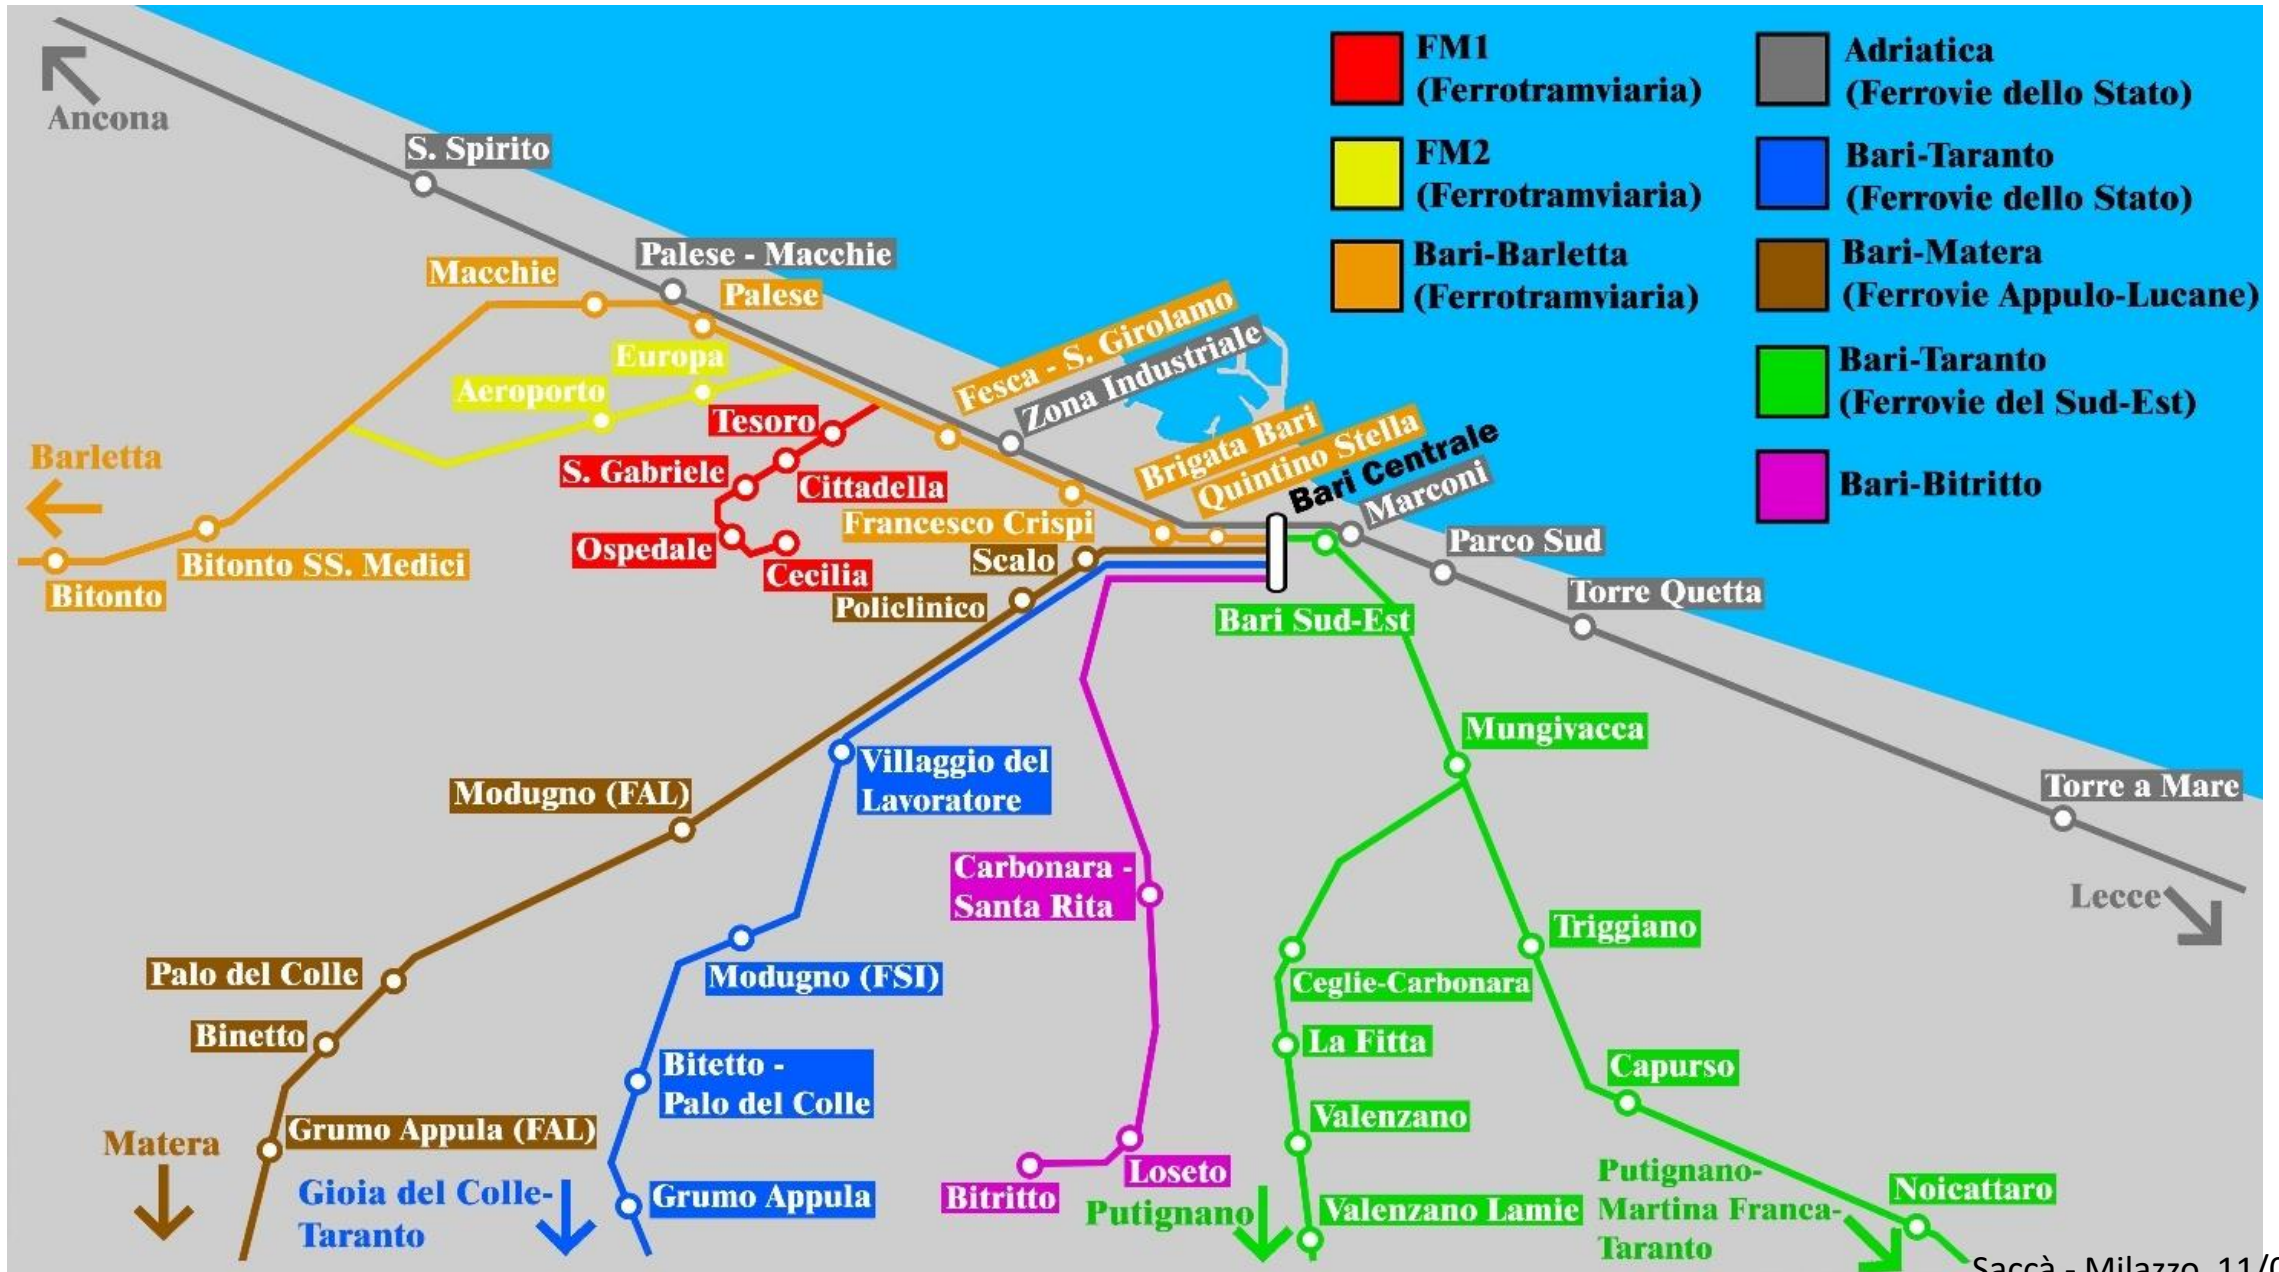 FM1
(Ferrotramviaria)
FM2
(Ferrotramviaria)
Bari-Barletta
(Ferrotramviaria)
Adriatica
(Ferrovie dello Stato)
Bari-Taranto
(Ferrovie dello Stato)
Bari-Matera
(Ferrovie Appulo-Lucane)
Bari-Taranto
(Ferrovie del Sud-Est)
Bari-Bitritto
Ancona
S. Spirito
Palese - Macchie
Macchie
Palese
Europa
Aeroporto
Fesca - S. Girolamo
Zona Industriale
Tesoro
S. Gabriele
Cittadella
Ospedale
Cecilia
Barletta
Bitonto SS. Medici
Bitonto
Brigata Bari
Quintino Stella
Bari Centrale
Marconi
Francesco Crispi
Scalo
Policlinico
Parco Sud
Torre Quetta
Bari Sud-Est
Mungivacca
Torre a Mare
Lecce
Villaggio del
Lavoratore
Modugno (FAL)
Carbonara -
Santa Rita
Triggiano
Palo del Colle
Modugno (FSI)
Ceglie-Carbonara
Binetto
La Fitta
Bitetto -
Palo del Colle
Capurso
Valenzano
Grumo Appula (FAL)
Matera
Loseto
Bitritto
Gioia del Colle-
Taranto
Grumo Appula
Putignano
Valenzano Lamie
Putignano-
Martina Franca-
Taranto
Noicattaro
Saccà - Milazzo, 11/0